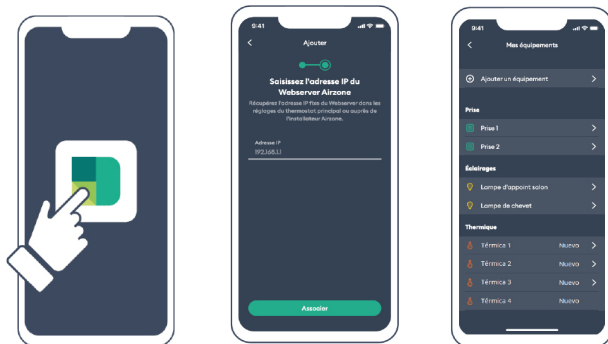 9:41
Ajouter
Saisissez l'adresse IP du
Webserver Airzone
Récupérez l'adresse IP fixe du Webserver dans les
réglages du thermostat principal ou auprès de
l'installateur Airzone.
Adresse IP
192.168.1.1
Associer
9:41
Mes équipements
Ajouter un équipement
Prise
Prise 1
Prise 2
Éclairages
Lampe d'appoint salon
Lampe de chevet
Thermique
Térmica 1 Nuevo
Térmica 2 Nuevo
Térmica 3 Nuevo
Térmica 4 Nuevo